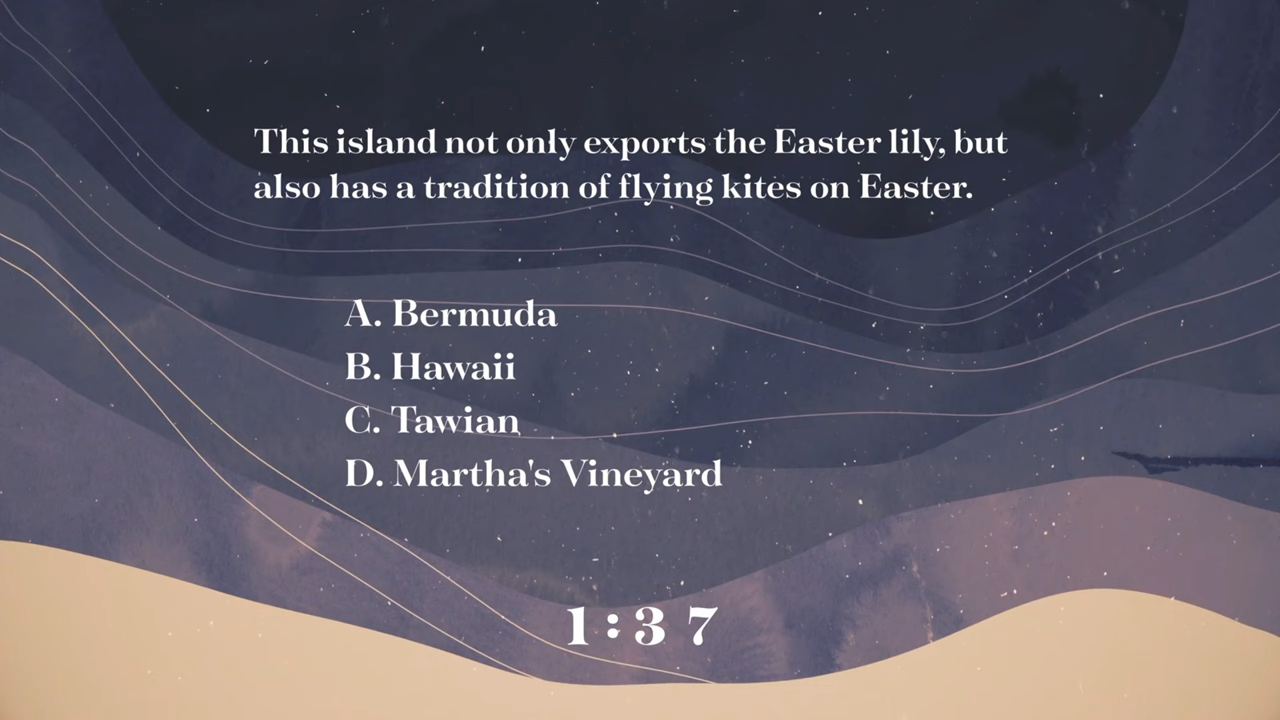 This island not only exports the Easter lily, but
also has a tradition of flying kites on Easter.
A. Bermuda
B. Hawaii
C. Tawian
D. Martha's Vineyard
1:37